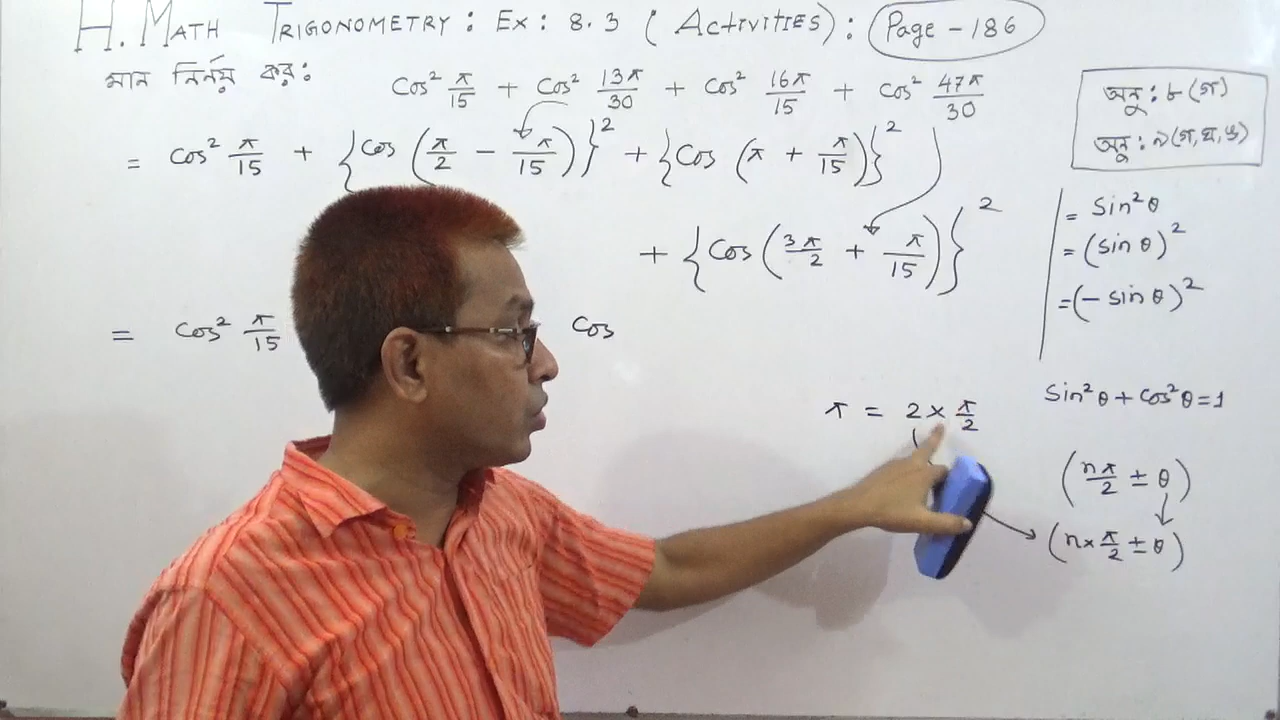 H. MATH TRIGONOMETRY : Ex : 8.3 ( Activities) : Page - 186
মান নির্নয় কর: cos² π/15 + cos² 13π/30 + cos² 16π/15 + cos² 47π/30
অনু : ৮ (গ)
অনু : ৯ (গ, ঘ, ঙ)
= cos² π/15 + {cos (π/2 - π/15)}² + {cos (π + π/15)}²
+ {cos (3π/2 + π/15)}²
= sin²θ
= (sin θ)²
= (- sin θ)²
= cos² π/15 cos
π = 2 × π/2
sin²θ + cos²θ = 1
(nπ/2 ± θ)
(n× π/2 ± θ)